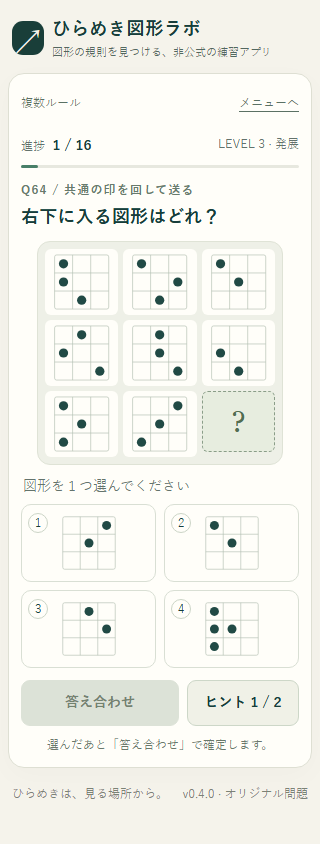 ひらめき図形ラボ
図形の規則を見つける、非公式の練習アプリ
複数ルール
メニューへ
進捗 1 / 16
LEVEL 3 · 発展
Q64 / 共通の印を回して送る
右下に入る図形はどれ？
?
図形を 1 つ選んでください
1
2
3
4
答え合わせ
ヒント 1 / 2
選んだあと「答え合わせ」で確定します。
ひらめきは、見る場所から。
v0.4.0 · オリジナル問題